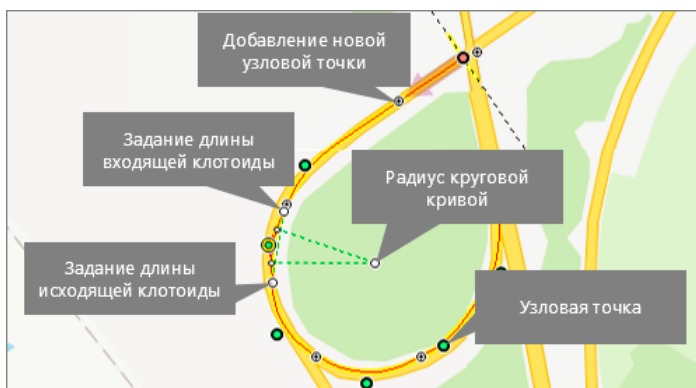 Добавление новой
узловой точки
Задание длины
входящей клотоиды
Радиус круговой
кривой
Задание длины
исходящей клотоиды
Узловая точка